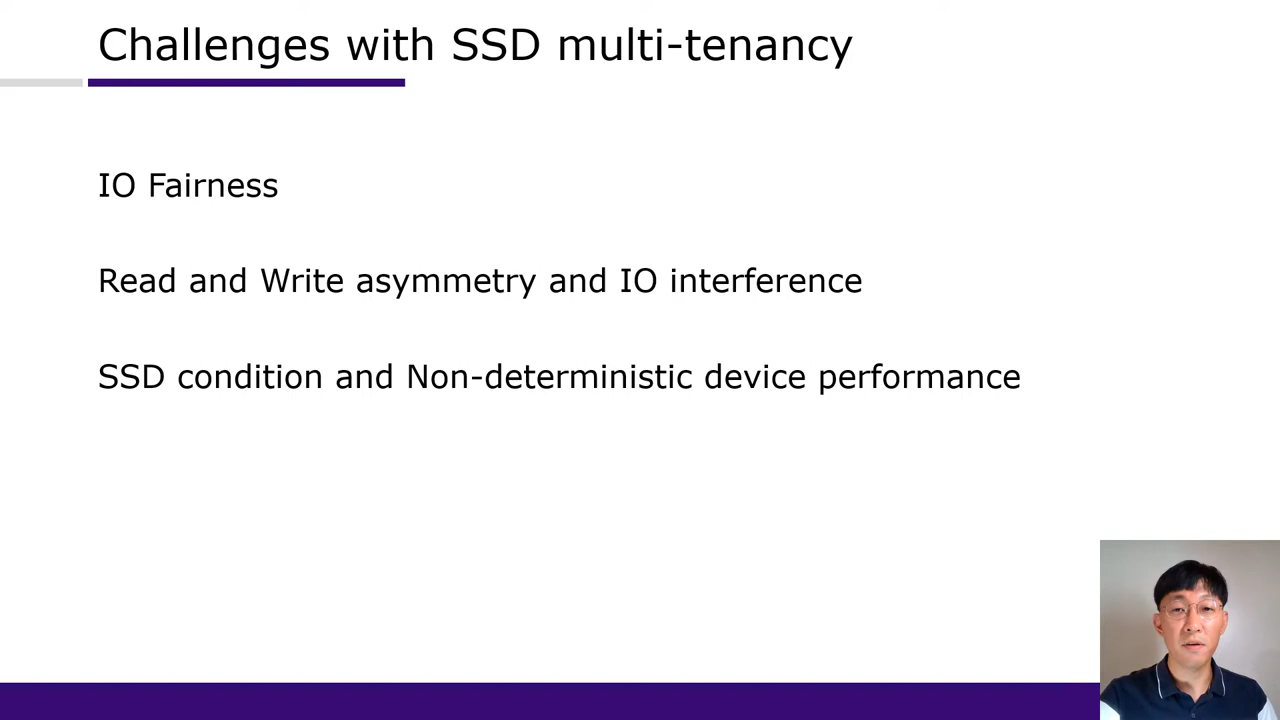 Challenges with SSD multi-tenancy
IO Fairness
Read and Write asymmetry and IO interference
SSD condition and Non-deterministic device performance